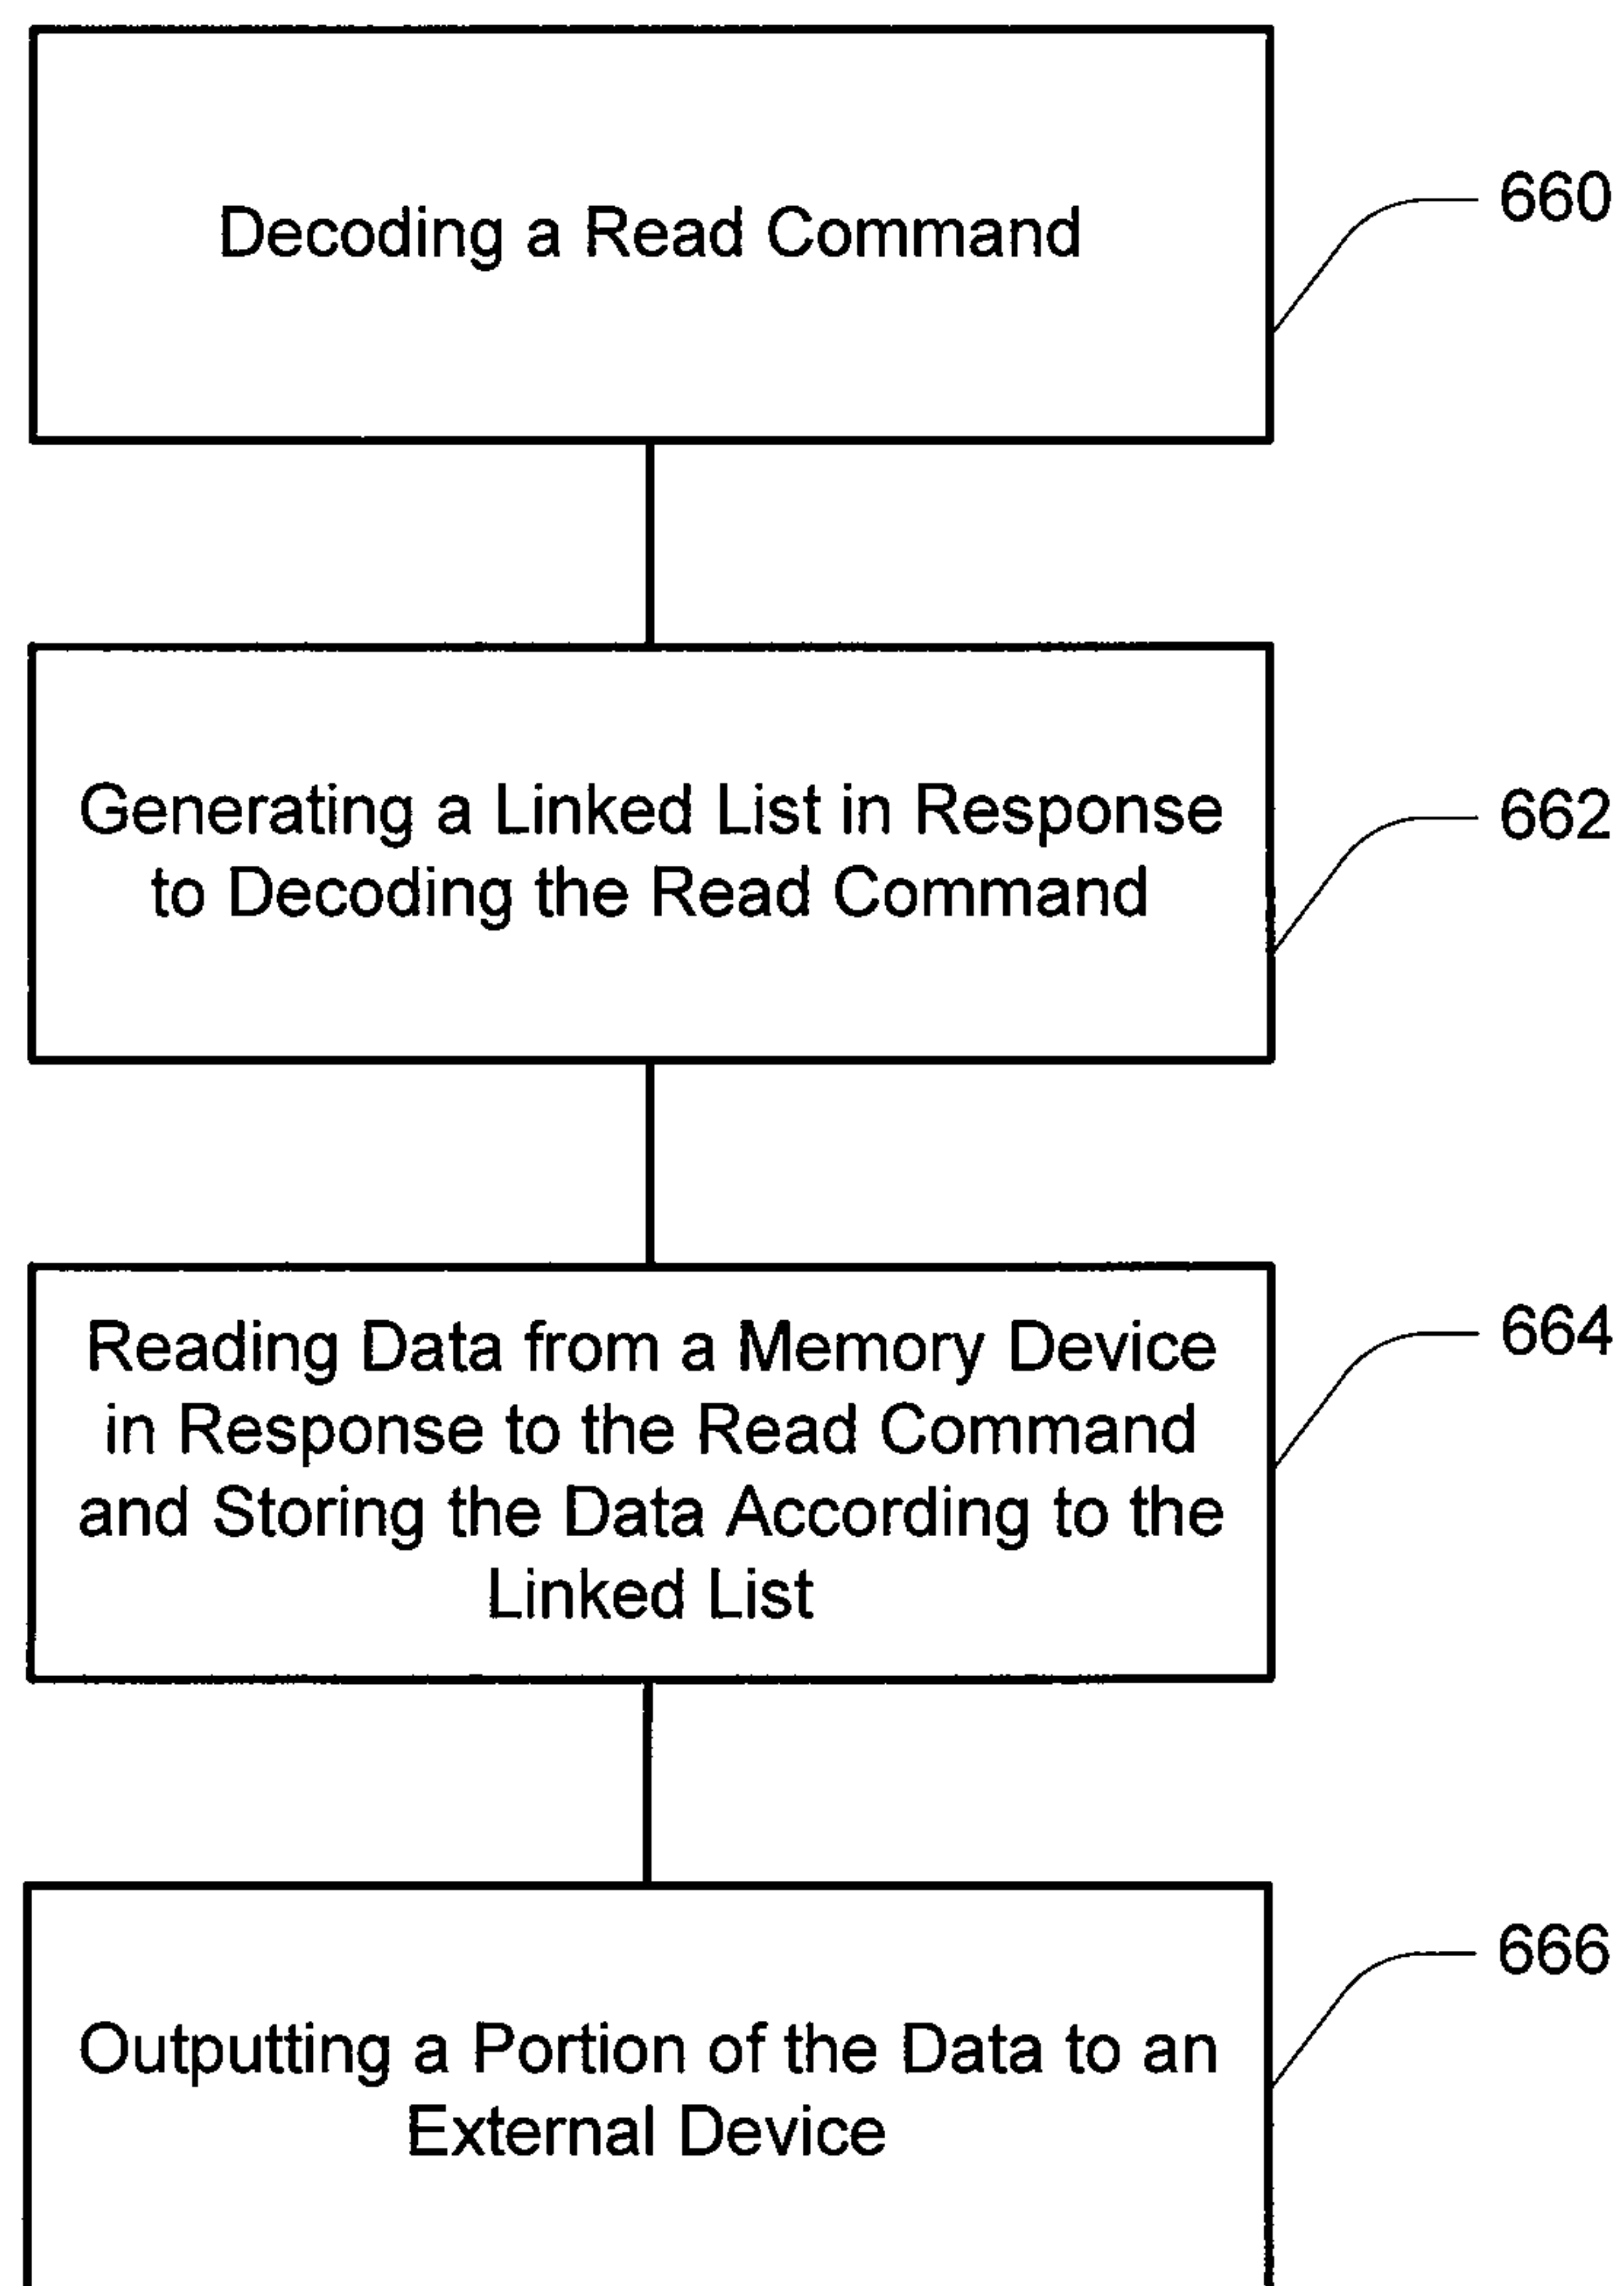 Decoding a Read Command
660
Generating a Linked List in Response
to Decoding the Read Command
662
Reading Data from a Memory Device
in Response to the Read Command
and Storing the Data According to the
Linked List
664
Outputting a Portion of the Data to an
External Device
666